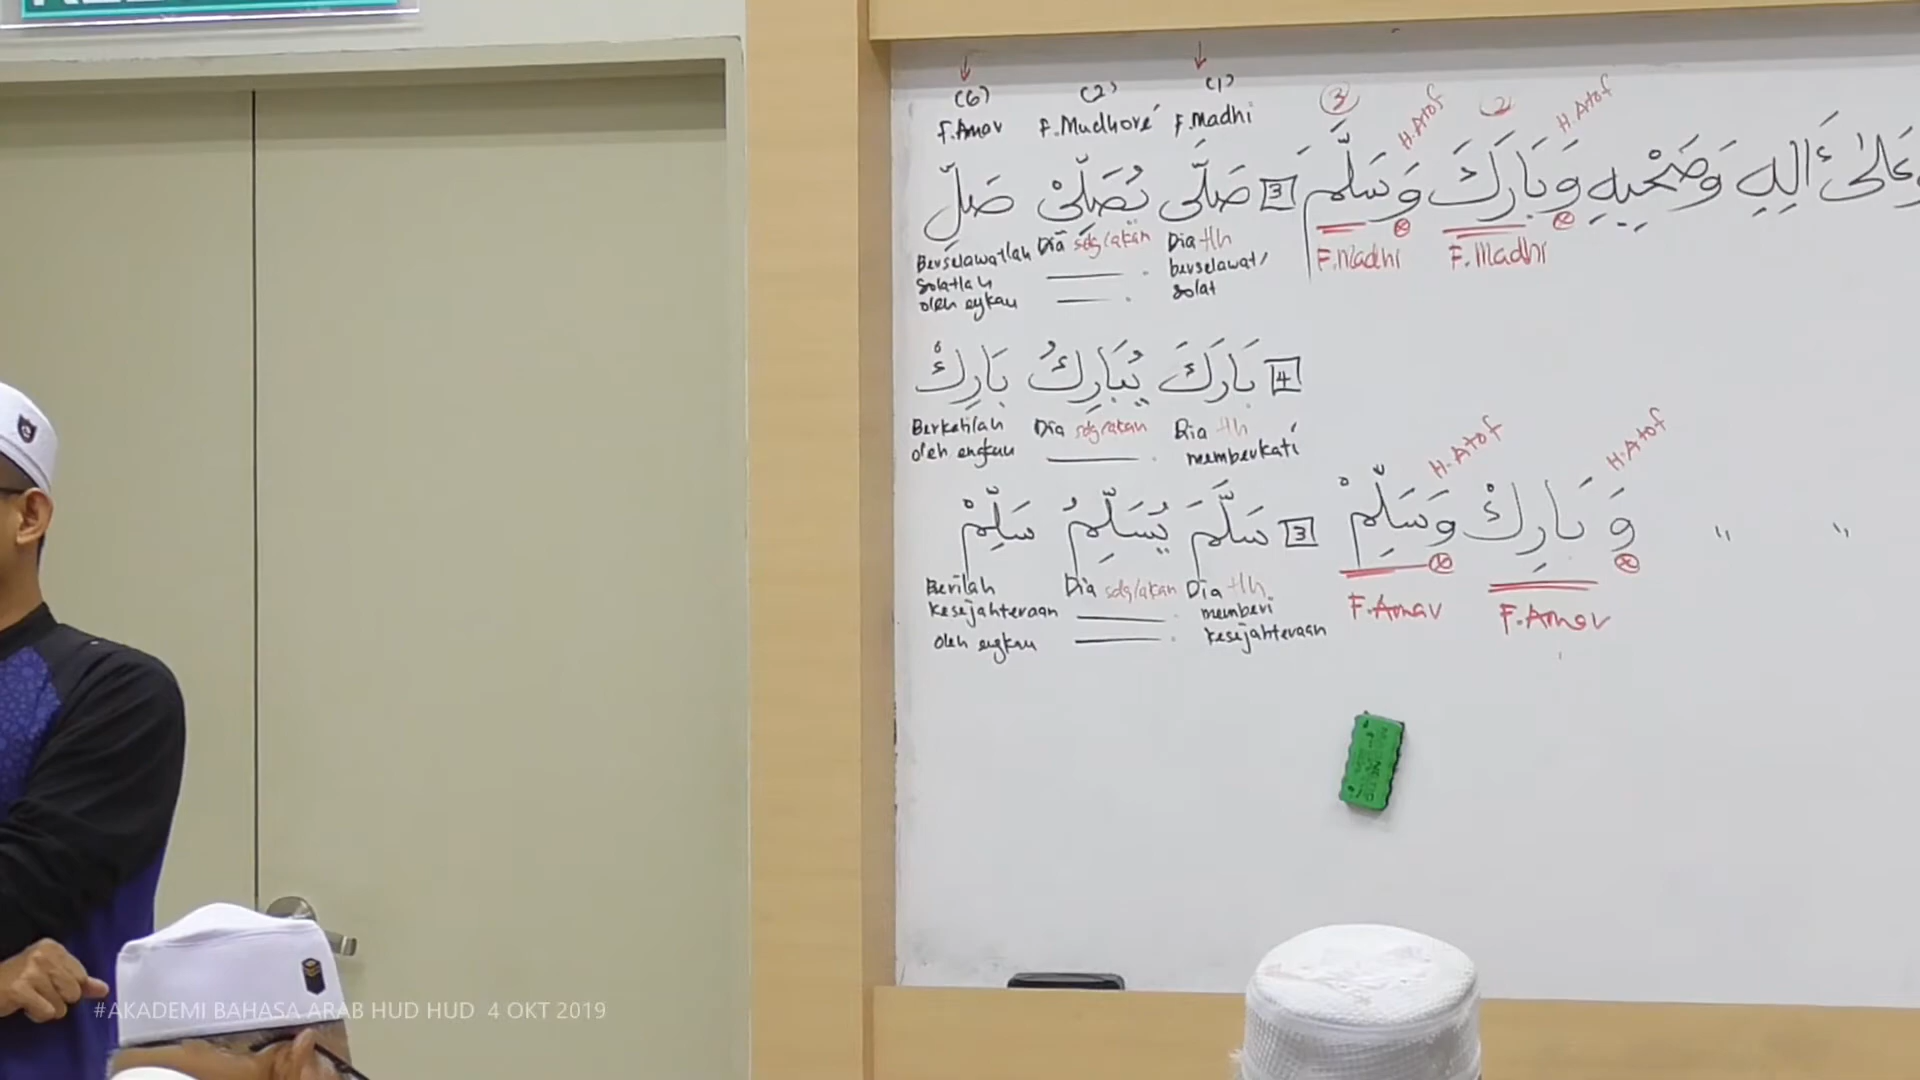 (6) (2) (1)
F. Amar F. Mudhore' F. Madhi
3 H. Atof 2 H. Atof
صَلِّ يُصَلِّيْ صَلَّى 3
وَعَلَىٰ أٰلِهِ وَصَحْبِهِ وَبَارَكَ وَسَلَّمَ
F. Madhi F. Madhi
Berselawatlah Dia sdg/akan Dia tlh
Solatlah berselawat/
oleh engkau solat
بَارِكْ يُبَارِكُ بَارَكَ 4
Berkatilah Dia sdg/akan Dia tlh
oleh engkau memberkati
H. Atof H. Atof
سَلِّمْ يُسَلِّمُ سَلَّمَ 3
" " وَ بَارِكْ وَسَلِّمْ
Berilah Dia sdg/akan Dia tlh
kesejahteraan memberi
oleh engkau kesejahteraan
F. Amar F. Amar
#AKADEMI BAHASA ARAB HUD HUD 4 OKT 2019